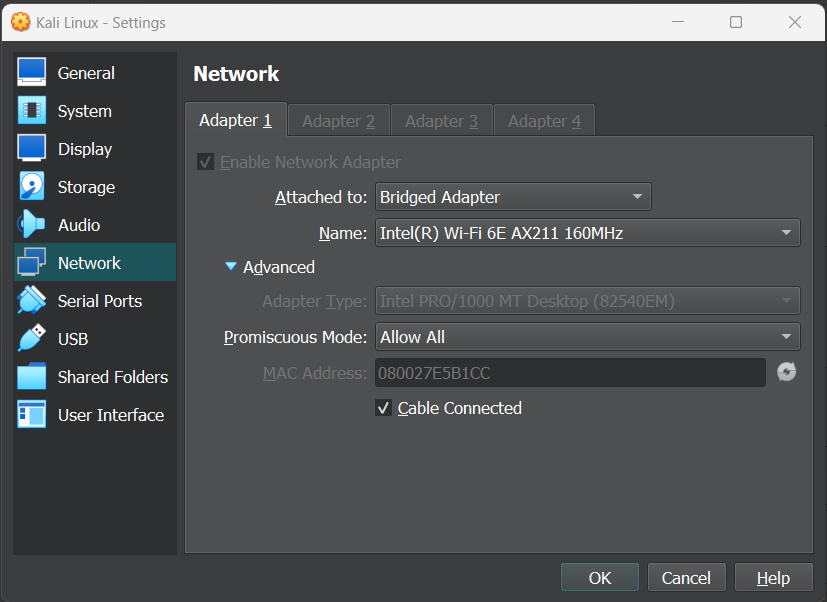 Kali Linux - Settings
General
System
Display
Storage
Audio
Network
Serial Ports
USB
Shared Folders
User Interface
Network
Adapter 1 Adapter 2 Adapter 3 Adapter 4
Enable Network Adapter
Attached to: Bridged Adapter
Name: Intel(R) Wi-Fi 6E AX211 160MHz
Advanced
Adapter Type: Intel PRO/1000 MT Desktop (82540EM)
Promiscuous Mode: Allow All
MAC Address: 080027E5B1CC
Cable Connected
OK Cancel Help